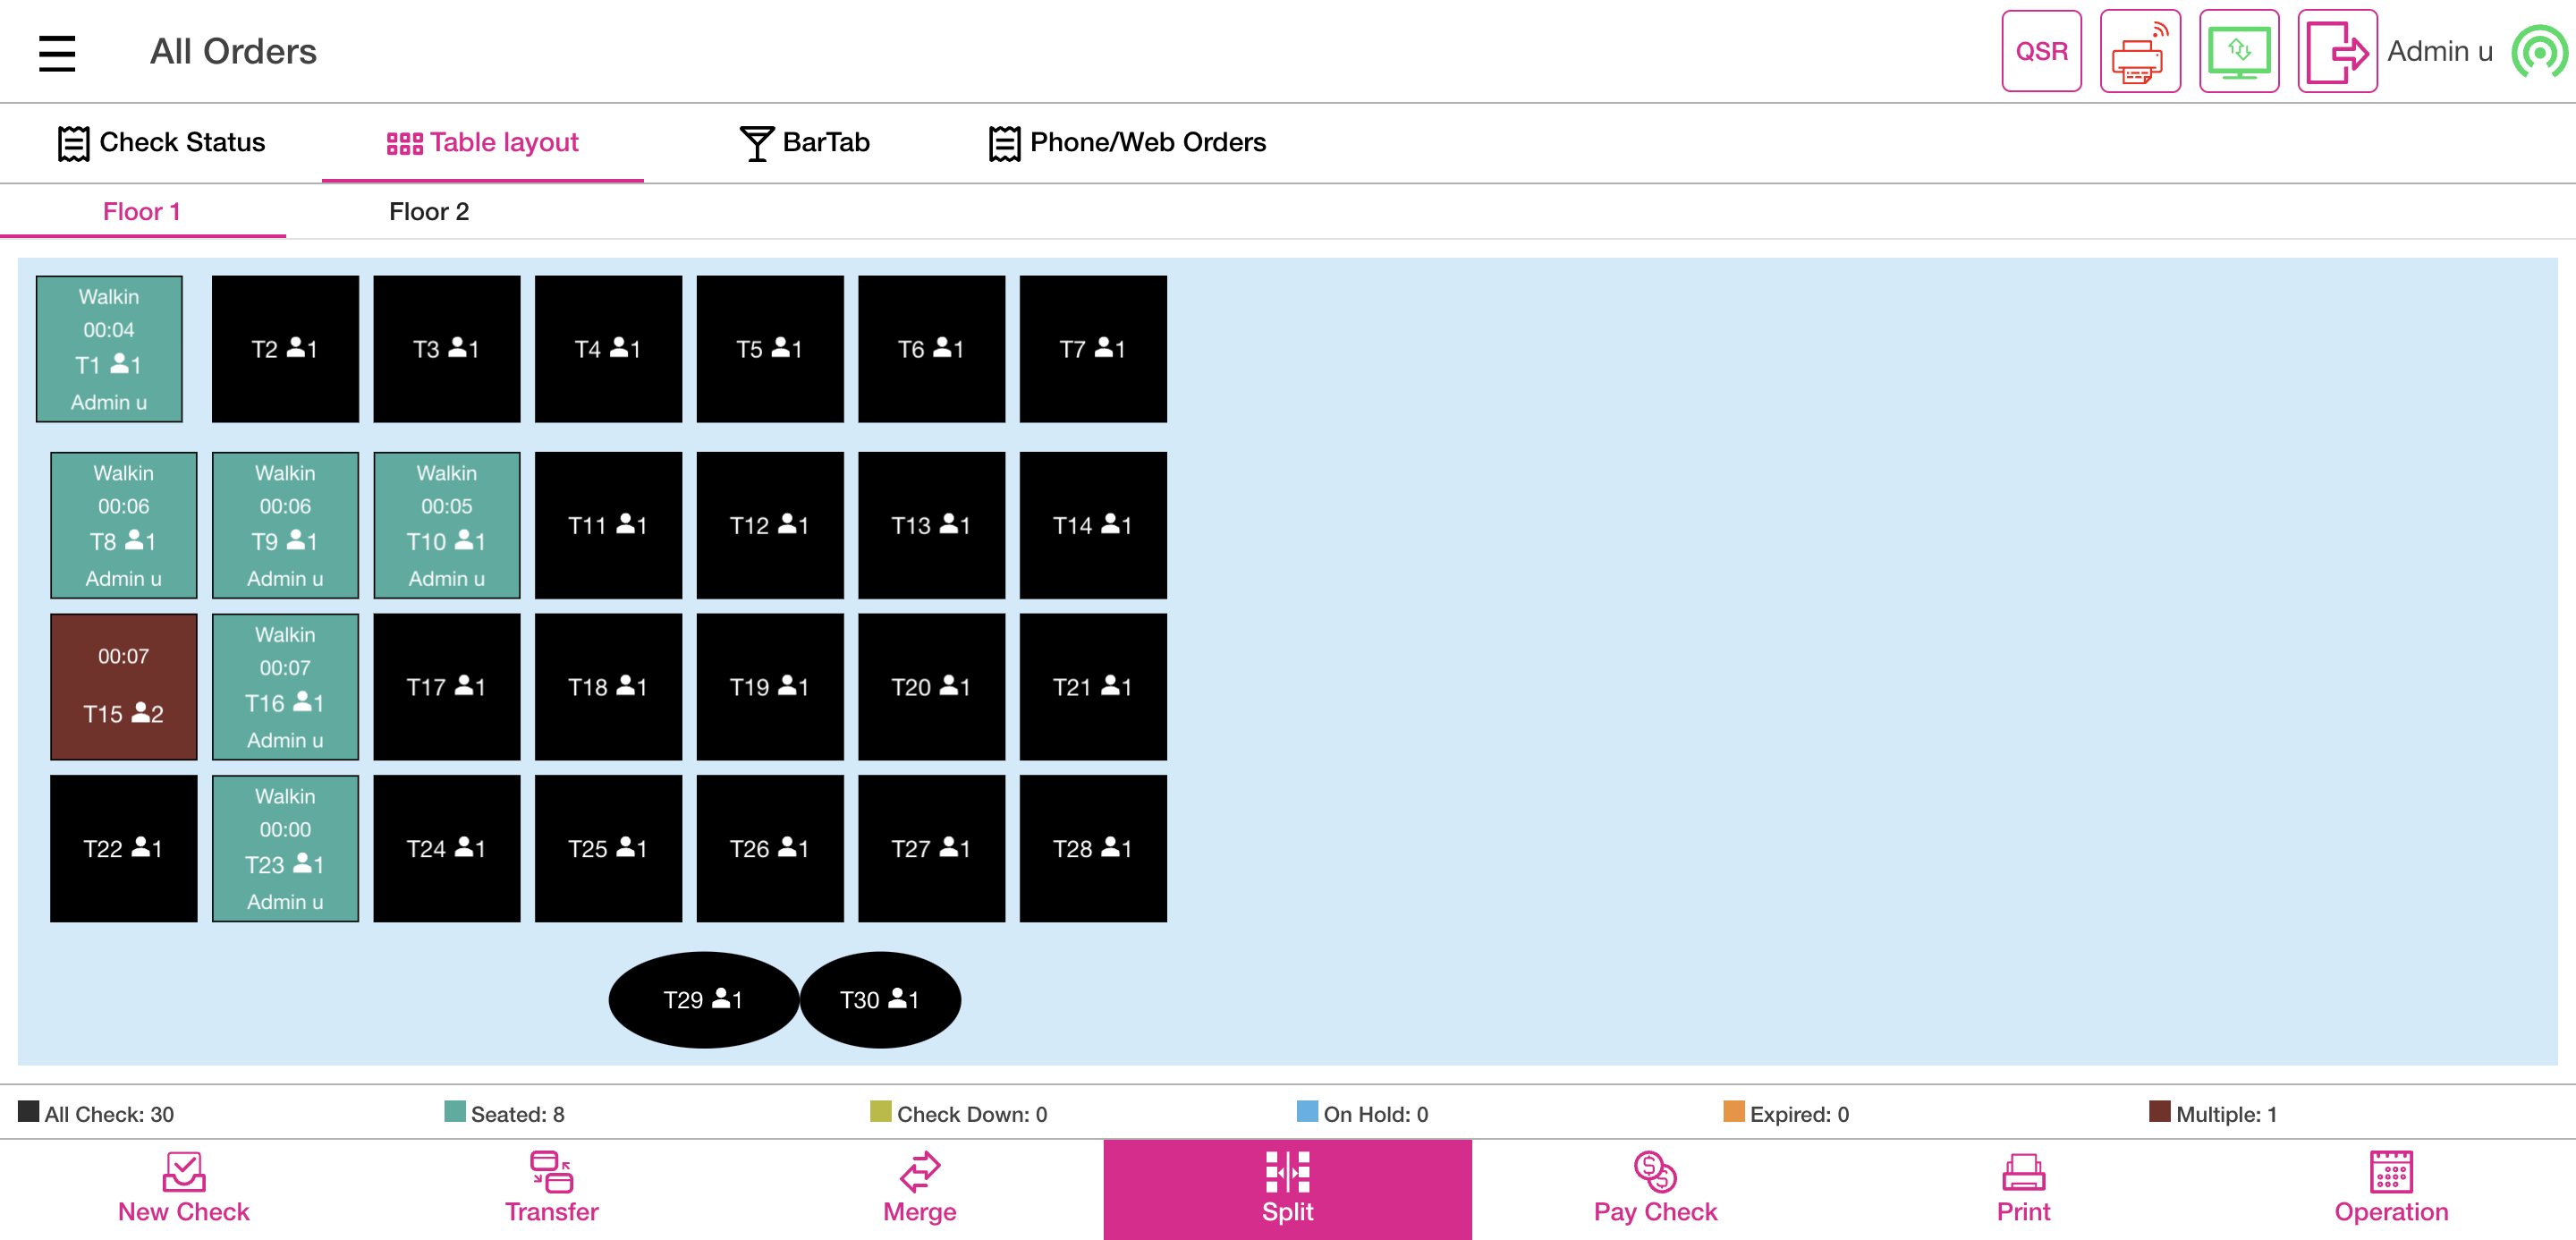 All Orders
QSR
Admin u
Check Status
Table layout
BarTab
Phone/Web Orders
Floor 1
Floor 2
Walkin
00:04
T1 1
Admin u
T2 1
T3 1
T4 1
T5 1
T6 1
T7 1
Walkin
00:06
T8 1
Admin u
Walkin
00:06
T9 1
Admin u
Walkin
00:05
T10 1
Admin u
T11 1
T12 1
T13 1
T14 1
00:07
T15 2
Walkin
00:07
T16 1
Admin u
T17 1
T18 1
T19 1
T20 1
T21 1
T22 1
Walkin
00:00
T23 1
Admin u
T24 1
T25 1
T26 1
T27 1
T28 1
T29 1
T30 1
All Check: 30
Seated: 8
Check Down: 0
On Hold: 0
Expired: 0
Multiple: 1
New Check
Transfer
Merge
Split
Pay Check
Print
Operation